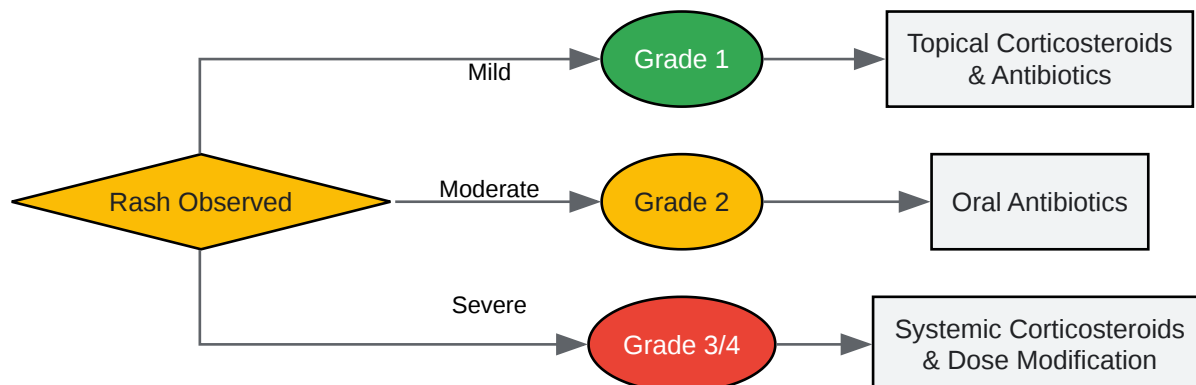 Mild
Grade 1
Topical Corticosteroids
& Antibiotics
Rash Observed
Moderate
Grade 2
Oral Antibiotics
Severe
Grade 3/4
Systemic Corticosteroids
& Dose Modification